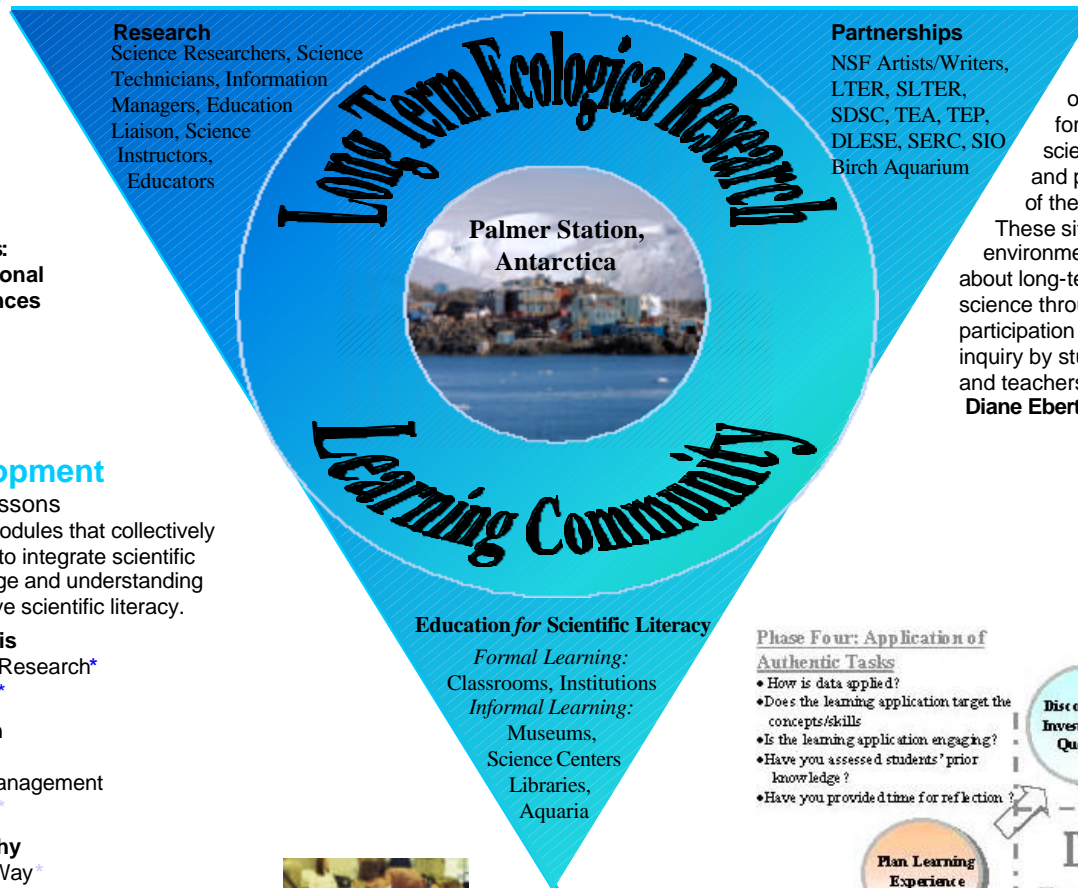 Research
Science Researchers, Science
Technicians, Information
Managers, Education
Liaison, Science
Instructors,
Educators
Partnerships
NSF Artists/Writers,
LTER, SLTER,
SDSC, TEA, TEP,
DLESE, SERC, SIO
Birch Aquarium
Long Term Ecological Research
Palmer Station,
Antarctica
Learning Community
Education for Scientific Literacy
Formal Learning:
Classrooms, Institutions
Informal Learning:
Museums,
Science Centers
Libraries,
Aquaria
and
of the
These
environme
about long-te
science throu
participation
inquiry by stu
and teachers
Diane Ebert
opment
ssons
odules that collectively
to integrate scientific
ge and understanding
ve scientific literacy.
is
Research*
*
anagement
*
hy
Way*
Phase Four: Application of
Authentic Tasks
• How is data applied?
•Does the learning application target the
concepts/skills
•Is the learning application engaging?
•Have you assessed students' prior
knowledge ?
•Have you provided time for reflection ?
Plan Learning
Experience